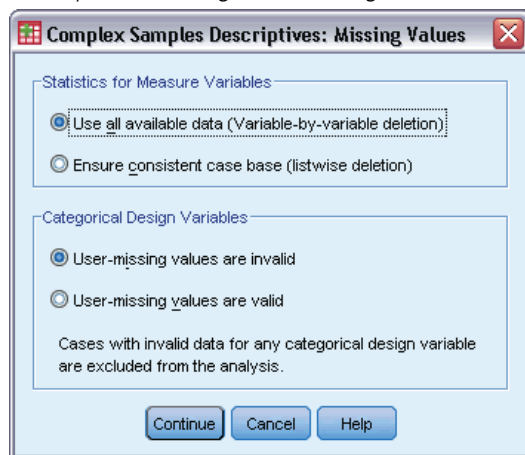 Complex Samples Descriptives: Missing Values
Statistics for Measure Variables
Use all available data (Variable-by-variable deletion)
Ensure consistent case base (listwise deletion)
Categorical Design Variables
User-missing values are invalid
User-missing values are valid
Cases with invalid data for any categorical design variable
are excluded from the analysis.
Continue Cancel Help